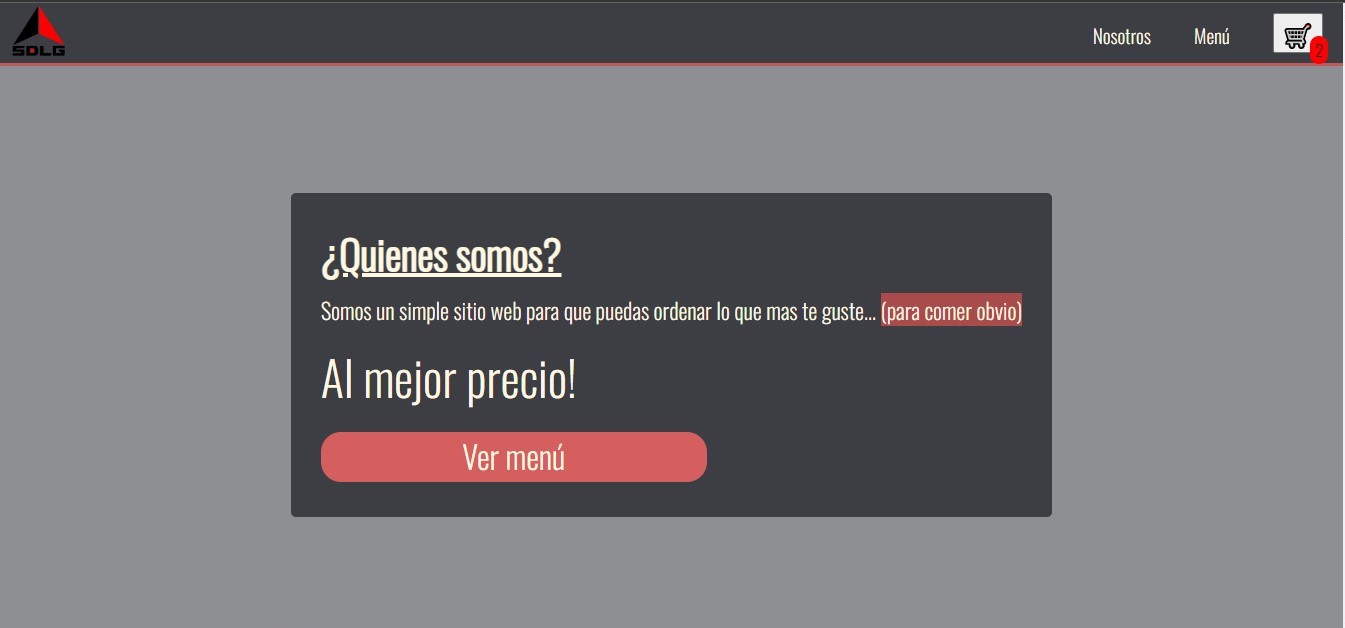 SDLG
Nosotros
Menú
2
¿Quienes somos?
Somos un simple sitio web para que puedas ordenar lo que mas te guste... (para comer obvio)
Al mejor precio!
Ver menú